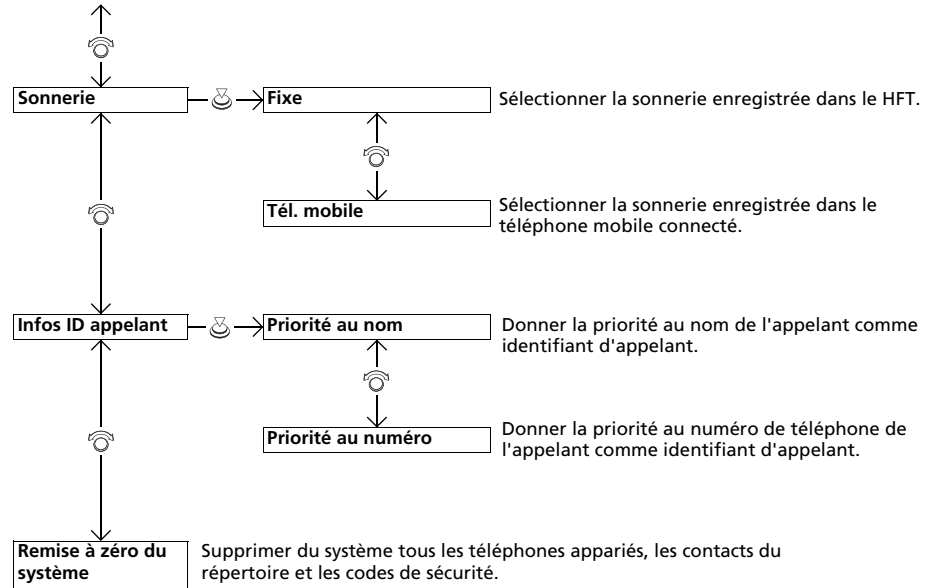 Sonnerie
Fixe
Sélectionner la sonnerie enregistrée dans le HFT.
Tél. mobile
Sélectionner la sonnerie enregistrée dans le
téléphone mobile connecté.
Infos ID appelant
Priorité au nom
Donner la priorité au nom de l'appelant comme
identifiant d'appelant.
Priorité au numéro
Donner la priorité au numéro de téléphone de
l'appelant comme identifiant d'appelant.
Remise à zéro du
système
Supprimer du système tous les téléphones appariés, les contacts du
répertoire et les codes de sécurité.